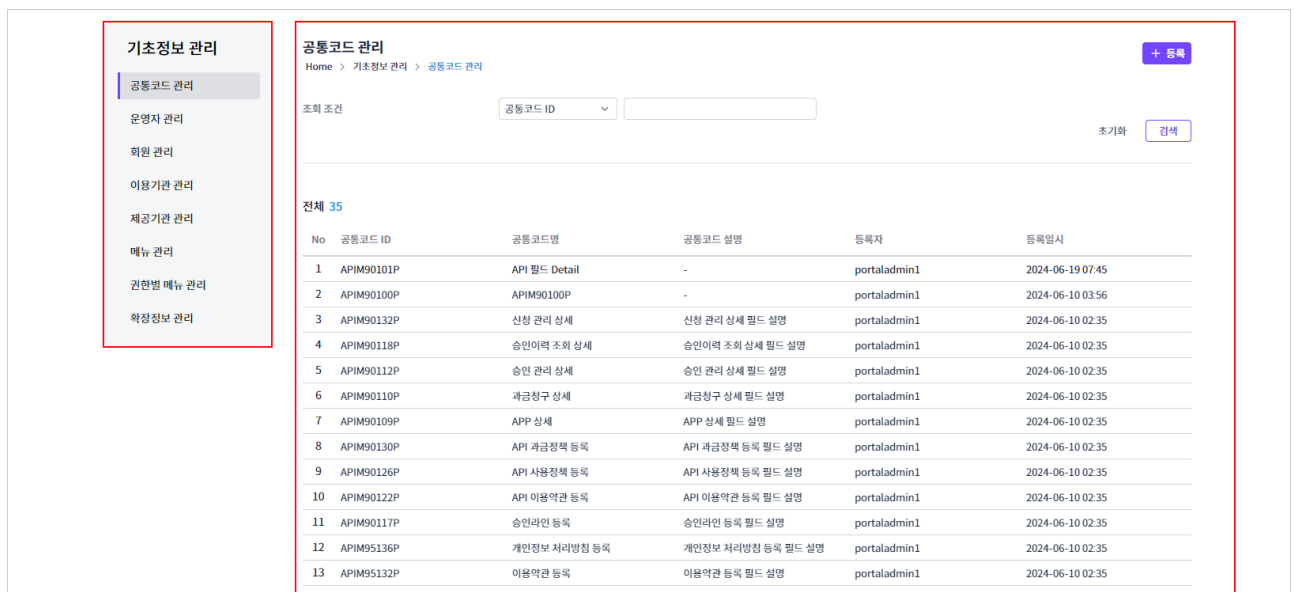 기초정보 관리
공통코드 관리
운영자 관리
회원 관리
이용기관 관리
제공기관 관리
메뉴 관리
권한별 메뉴 관리
확장정보 관리
공통코드 관리
Home > 기초정보 관리 > 공통코드 관리
+ 등록
조회 조건 공통코드 ID
초기화 검색
전체 35
No 공통코드 ID 공통코드명 공통코드 설명 등록자 등록일시
1 APIM90101P API 필드 Detail - portaladmin1 2024-06-19 07:45
2 APIM90100P APIM90100P - portaladmin1 2024-06-10 03:56
3 APIM90132P 신청 관리 상세 신청 관리 상세 필드 설명 portaladmin1 2024-06-10 02:35
4 APIM90118P 승인이력 조회 상세 승인이력 조회 상세 필드 설명 portaladmin1 2024-06-10 02:35
5 APIM90112P 승인 관리 상세 승인 관리 상세 필드 설명 portaladmin1 2024-06-10 02:35
6 APIM90110P 과금청구 상세 과금청구 상세 필드 설명 portaladmin1 2024-06-10 02:35
7 APIM90109P APP 상세 APP 상세 필드 설명 portaladmin1 2024-06-10 02:35
8 APIM90130P API 과금정책 등록 API 과금정책 등록 필드 설명 portaladmin1 2024-06-10 02:35
9 APIM90126P API 사용정책 등록 API 사용정책 등록 필드 설명 portaladmin1 2024-06-10 02:35
10 APIM90122P API 이용약관 등록 API 이용약관 등록 필드 설명 portaladmin1 2024-06-10 02:35
11 APIM90117P 승인라인 등록 승인라인 등록 필드 설명 portaladmin1 2024-06-10 02:35
12 APIM95136P 개인정보 처리방침 등록 개인정보 처리방침 등록 필드 설명 portaladmin1 2024-06-10 02:35
13 APIM95132P 이용약관 등록 이용약관 등록 필드 설명 portaladmin1 2024-06-10 02:35